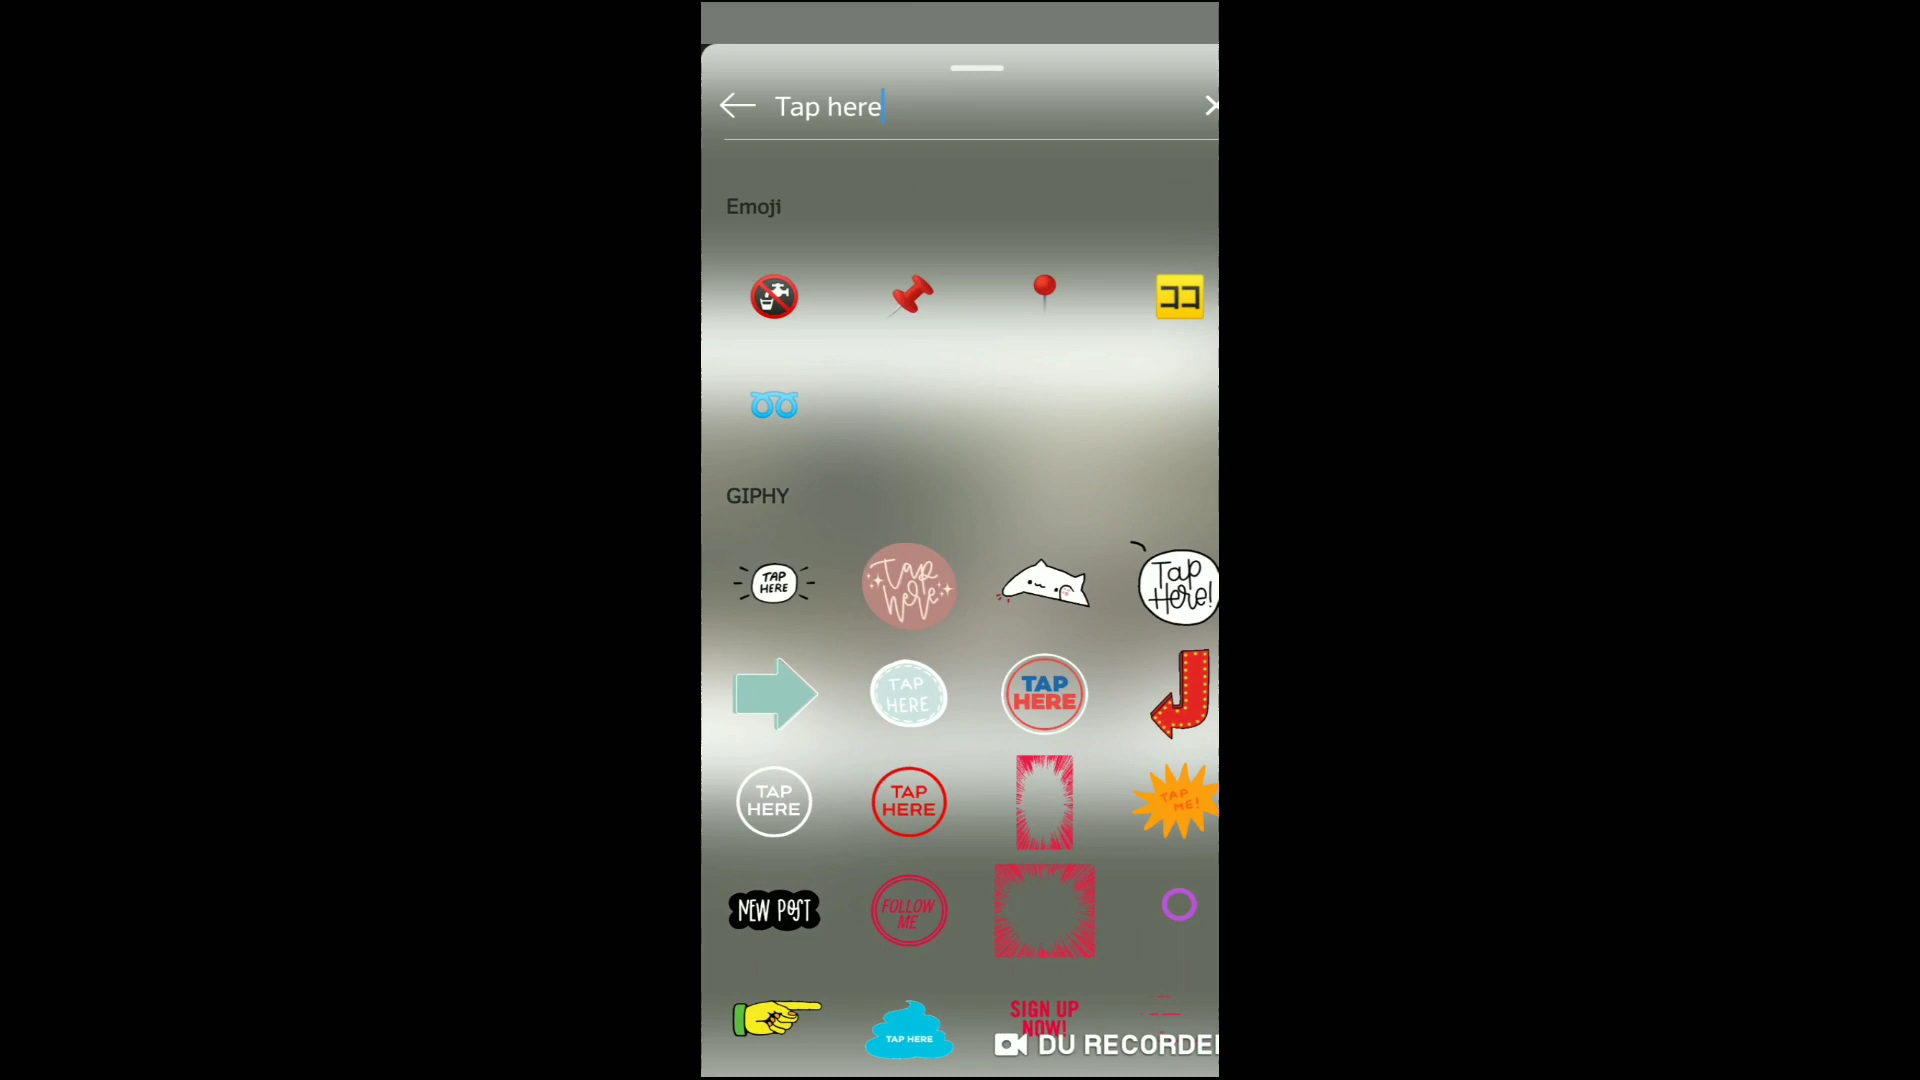 Tap here
Emoji
ココ
GIPHY
TAP
HERE
Tap
here
Tap
Here!
TAP
HERE
TAP
HERE
TAP
HERE
TAP
HERE
TAP
ME!
NEW POST
FOLLOW
ME
TAP HERE
SIGN UP
NOW!
DU RECORDE